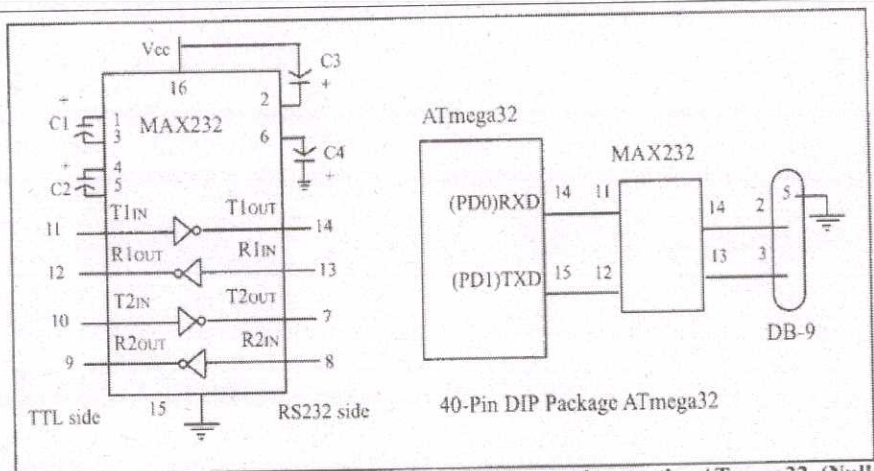 Vcc
C3
16
2
+
+
C1
1
3
MAX232
6
+
C2
4
5
C4
+
T1IN
T1OUT
11
14
R1OUT
R1IN
12
13
T2IN
T2OUT
10
7
R2OUT
R2IN
9
8
TTL side
15
RS232 side
ATmega32
MAX232
(PD0)RXD
14
11
14
2
5
(PD1)TXD
15
12
13
3
DB-9
40-Pin DIP Package ATmega32
ATmega32 (Null